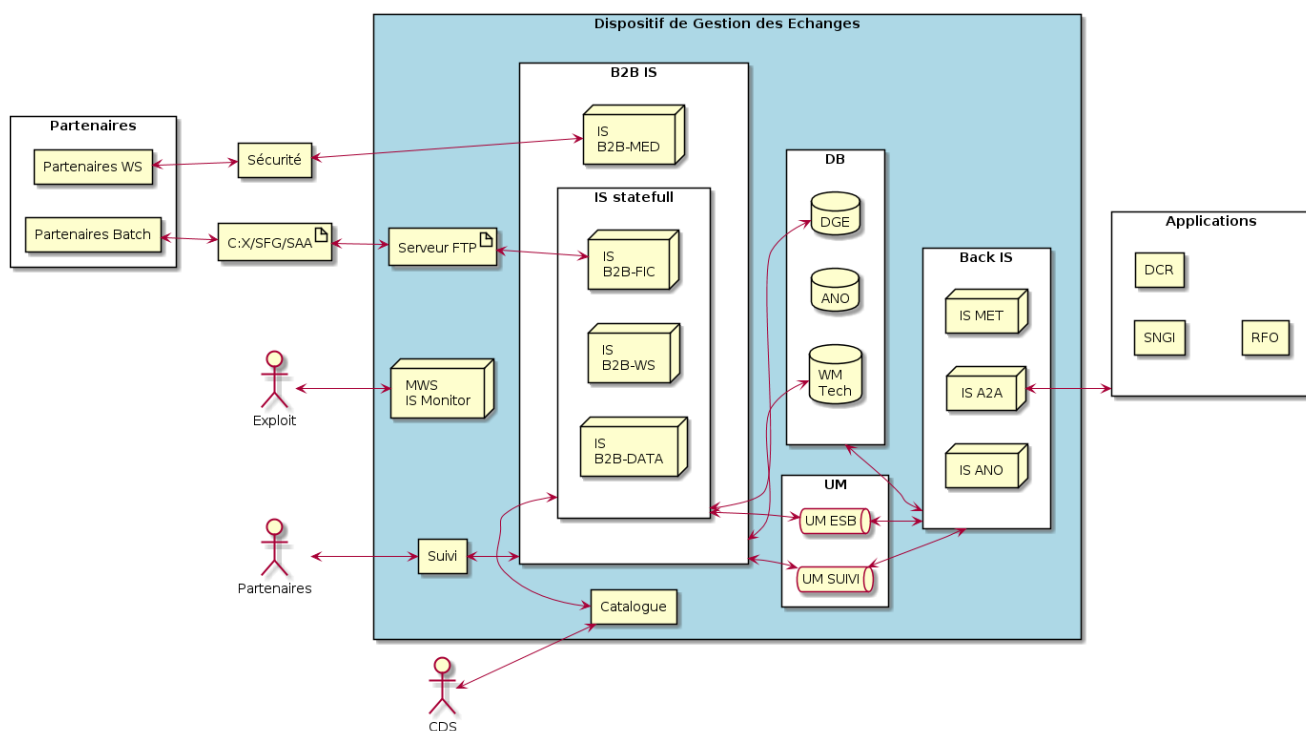 Dispositif de Gestion des Echanges
B2B IS
IS
B2B-MED
Partenaires
Partenaires WS
Partenaires Batch
Sécurité
C:X/SFG/SAA
Serveur FTP
IS statefull
IS
B2B-FIC
IS
B2B-WS
IS
B2B-DATA
DB
DGE
ANO
WM
Tech
Back IS
IS MET
IS A2A
IS ANO
Applications
DCR
SNGI
RFO
Exploit
MWS
IS Monitor
UM
UM ESB
UM SUIVI
Partenaires
Suivi
Catalogue
CDS